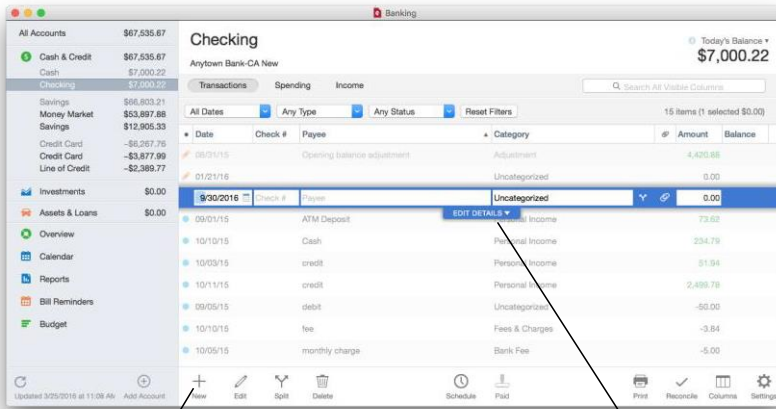 Banking
All Accounts $67,535.67
Cash & Credit $67,535.67
Cash $7,000.22
Checking $7,000.22
Savings $66,803.21
Money Market $53,897.88
Savings $12,905.33
Credit Card -$6,267.76
Credit Card -$3,877.99
Line of Credit -$2,389.77
Investments $0.00
Assets & Loans $0.00
Overview
Calendar
Reports
Bill Reminders
Budget
Updated 3/25/2016 at 11:08 AM Add Account
Checking
Anytown Bank-CA New
Today's Balance
$7,000.22
Transactions Spending Income Search All Visible Columns
All Dates Any Type Any Status Reset Filters 15 items (1 selected $0.00)
Date Check # Payee Category Amount Balance
08/31/15 Opening balance adjustment Adjustment 4,420.66
01/21/16 Uncategorized 0.00
9/30/2016 Check # Payee Uncategorized 0.00
EDIT DETAILS
09/01/15 ATM Deposit Personal Income 73.62
10/10/15 Cash Personal Income 234.79
10/03/15 credit Personal Income 51.94
10/11/15 credit Personal Income 2,499.78
09/05/15 debit Uncategorized -50.00
10/10/15 fee Fees & Charges -3.84
10/05/15 monthly charge Bank Fee -5.00
New Edit Split Delete Schedule Paid Print Reconcile Columns Settings